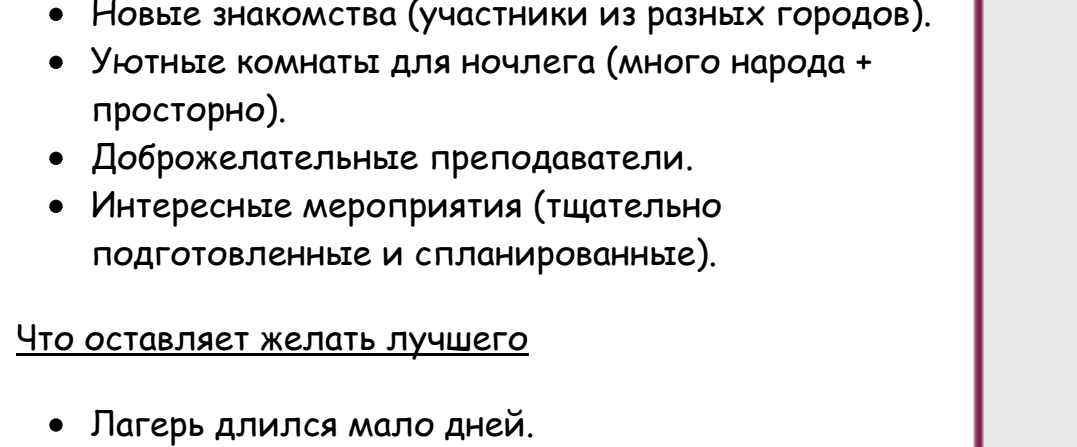 • Новые знакомства (участники из разных городов).
• Уютные комнаты для ночлега (много народа +
просторно).
• Доброжелательные преподаватели.
• Интересные мероприятия (тщательно
подготовленные и спланированные).
Что оставляет желать лучшего
• Лагерь длился мало дней.